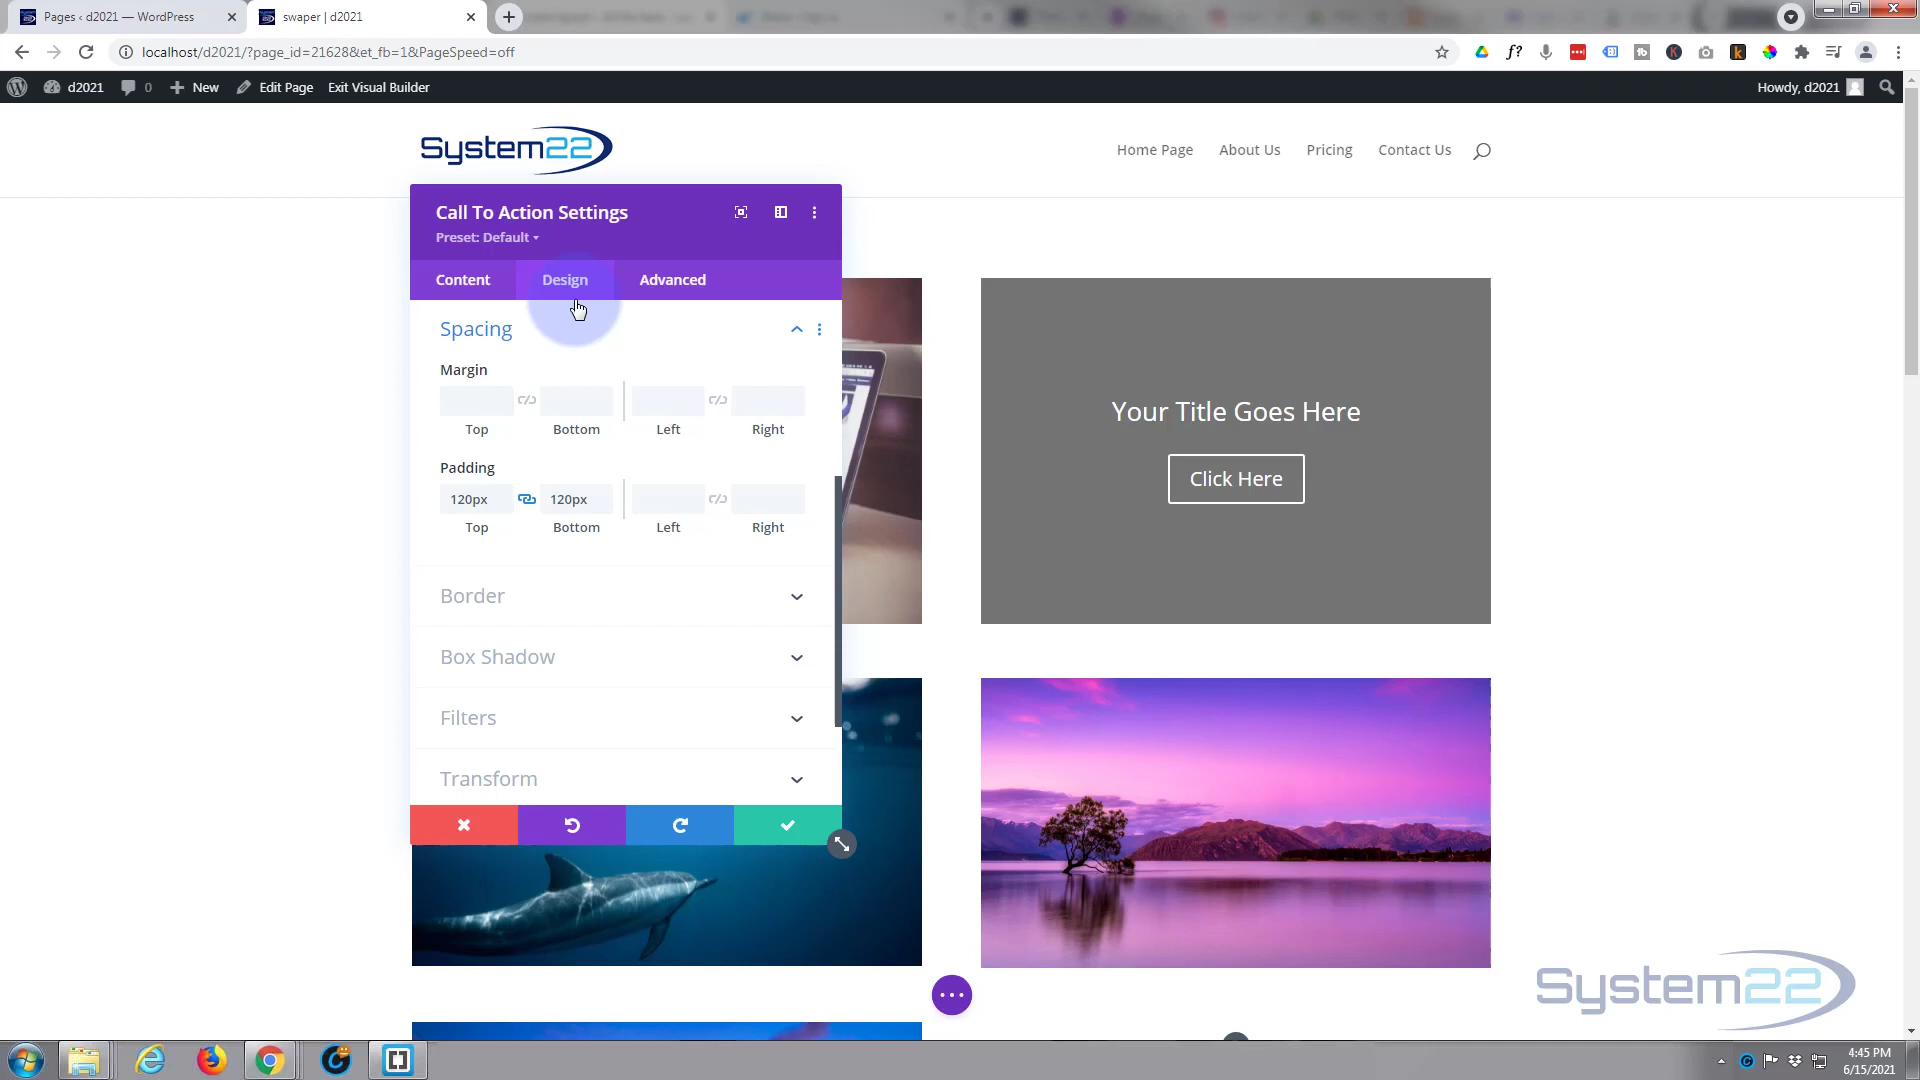 Pages ‹ d2021 — WordPress
swaper | d2021
localhost/d2021/?page_id=21628&et_fb=1&PageSpeed=off
d2021
0
New
Edit Page
Exit Visual Builder
Howdy, d2021
System22
Home Page
About Us
Pricing
Contact Us
Call To Action Settings
Preset: Default
Content
Design
Advanced
Spacing
Margin
Top
Bottom
Left
Right
Padding
120px
120px
Top
Bottom
Left
Right
Border
Box Shadow
Filters
Transform
Your Title Goes Here
Click Here
System22
4:45 PM
6/15/2021